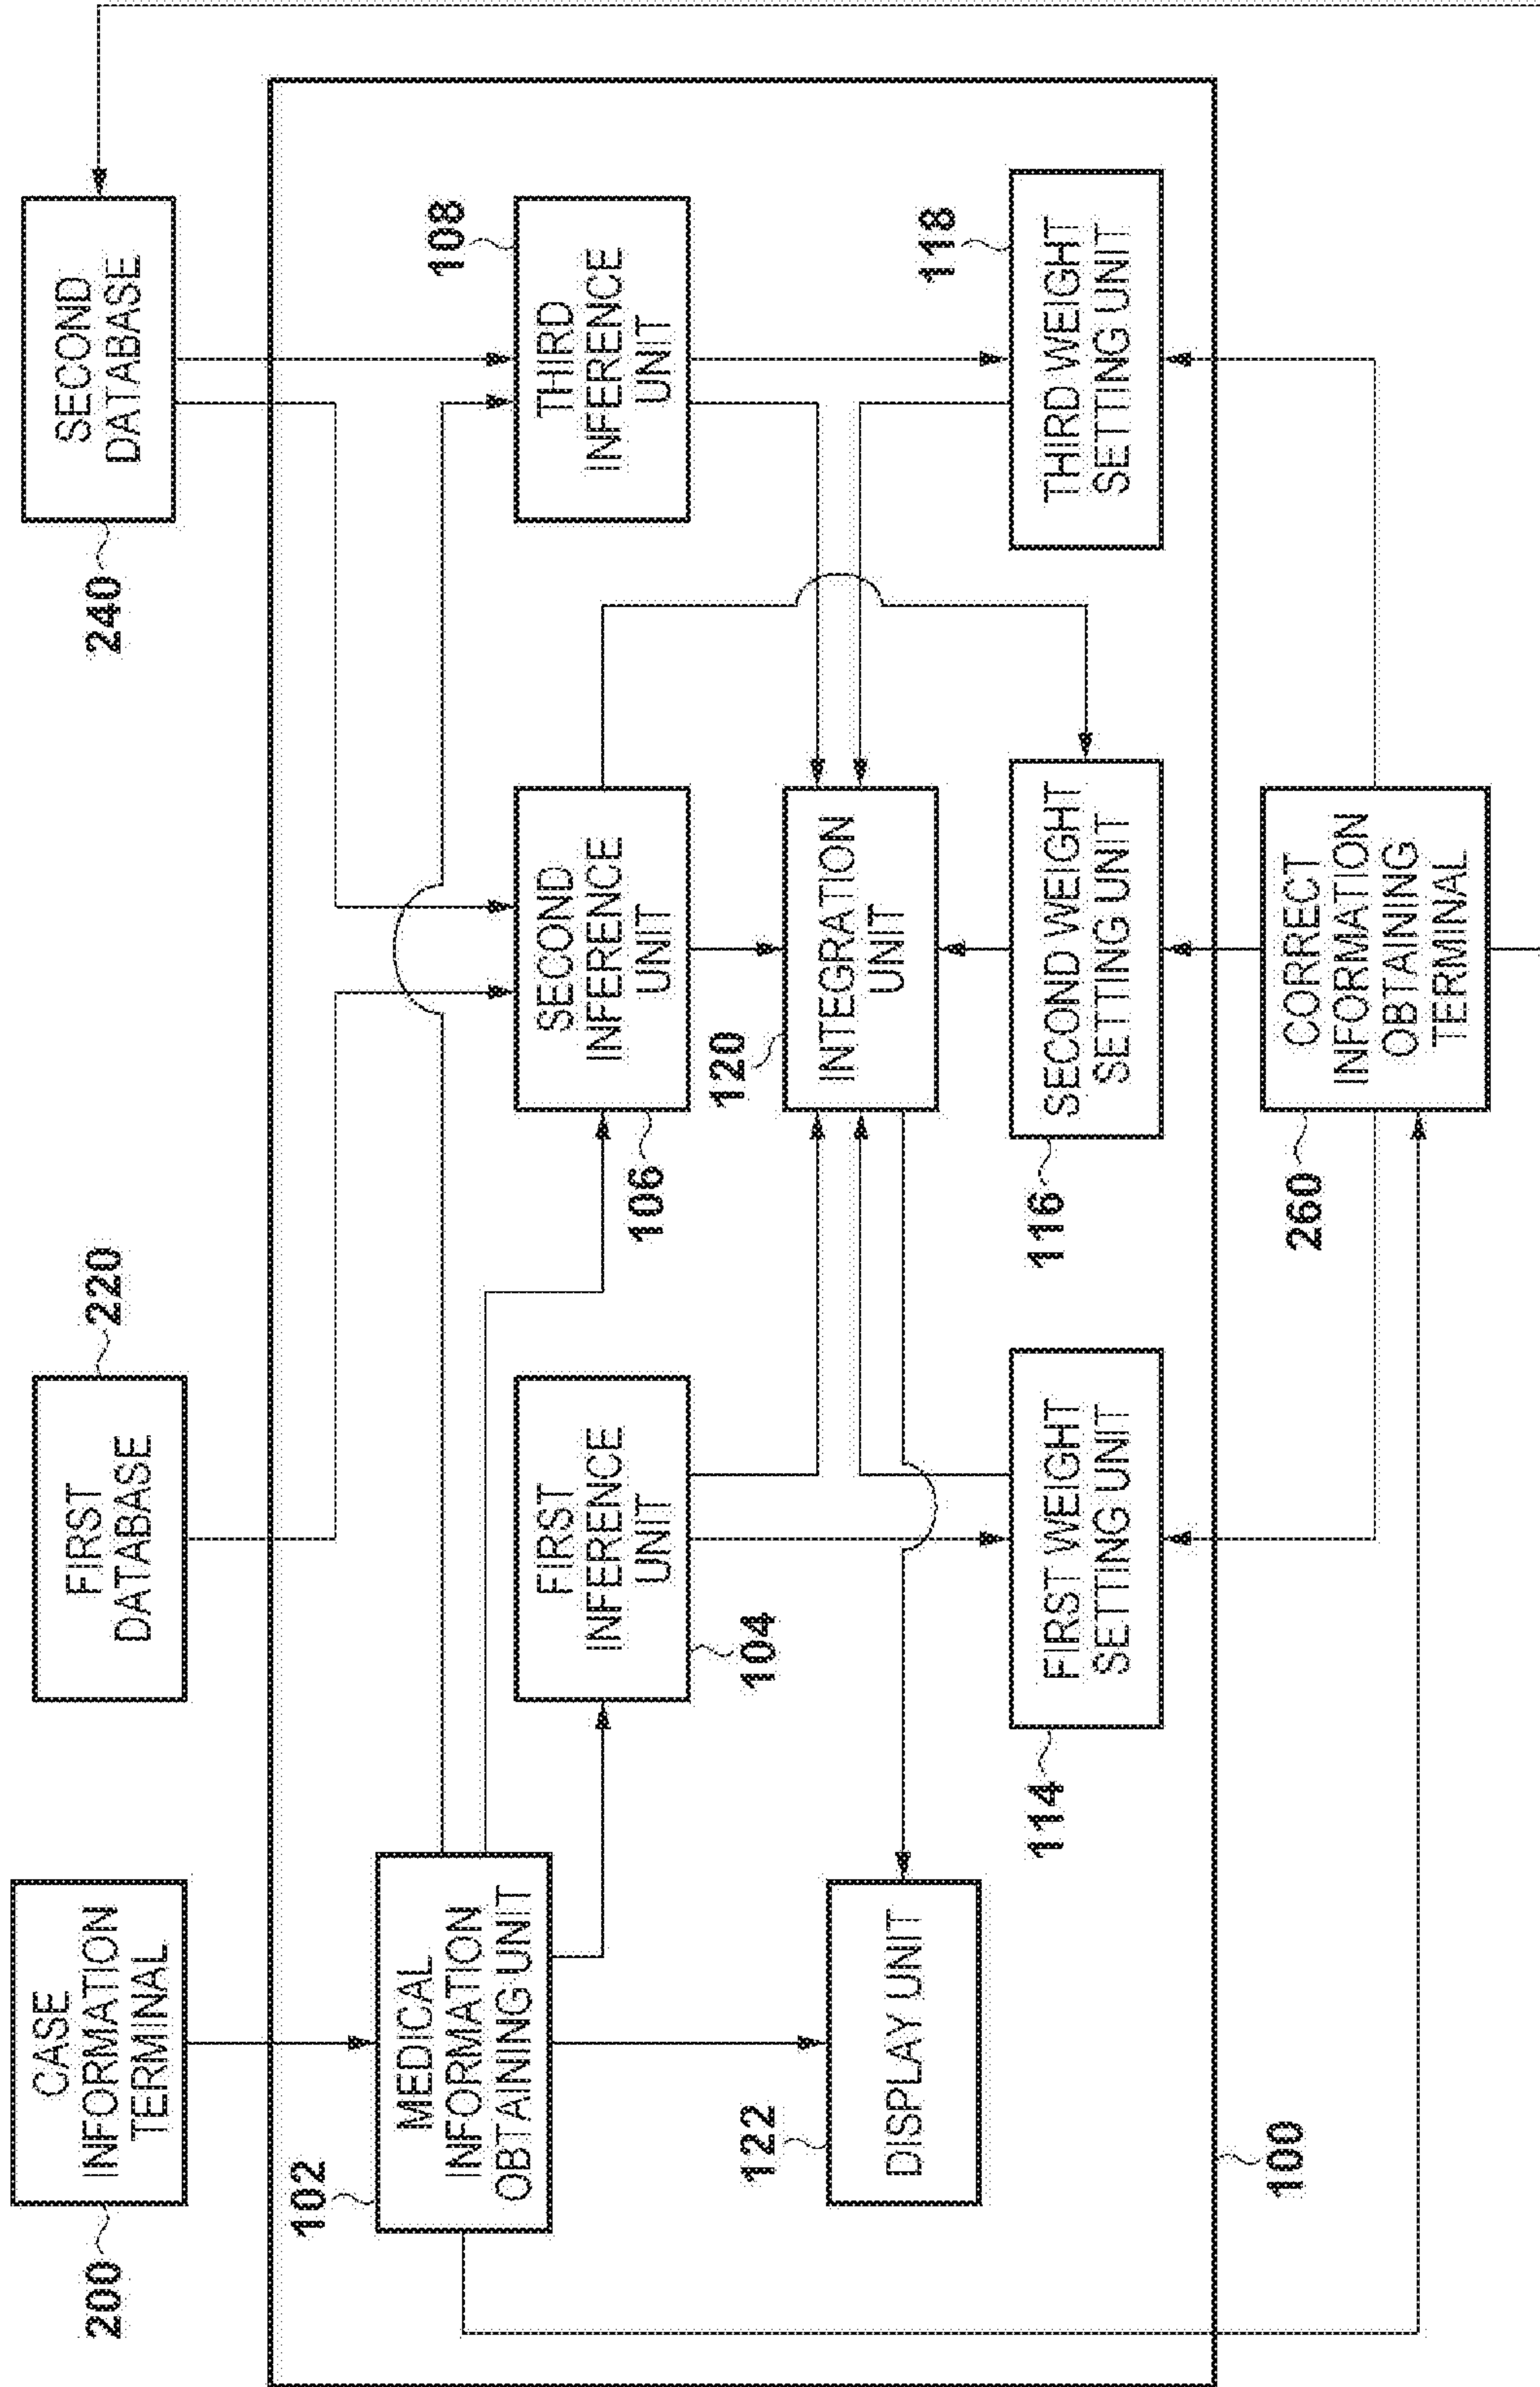 200
CASE
INFORMATION
TERMINAL
FIRST
DATABASE
220
240
SECOND
DATABASE
102
MEDICAL
INFORMATION
OBTAINING UNIT
FIRST
INFERENCE
UNIT
104
SECOND
INFERENCE
UNIT
106
THIRD
INFERENCE
UNIT
108
122
DISPLAY UNIT
120
INTEGRATION
UNIT
114
FIRST WEIGHT
SETTING UNIT
116
SECOND WEIGHT
SETTING UNIT
THIRD WEIGHT
SETTING UNIT
118
100
260
CORRECT
INFORMATION
OBTAINING
TERMINAL